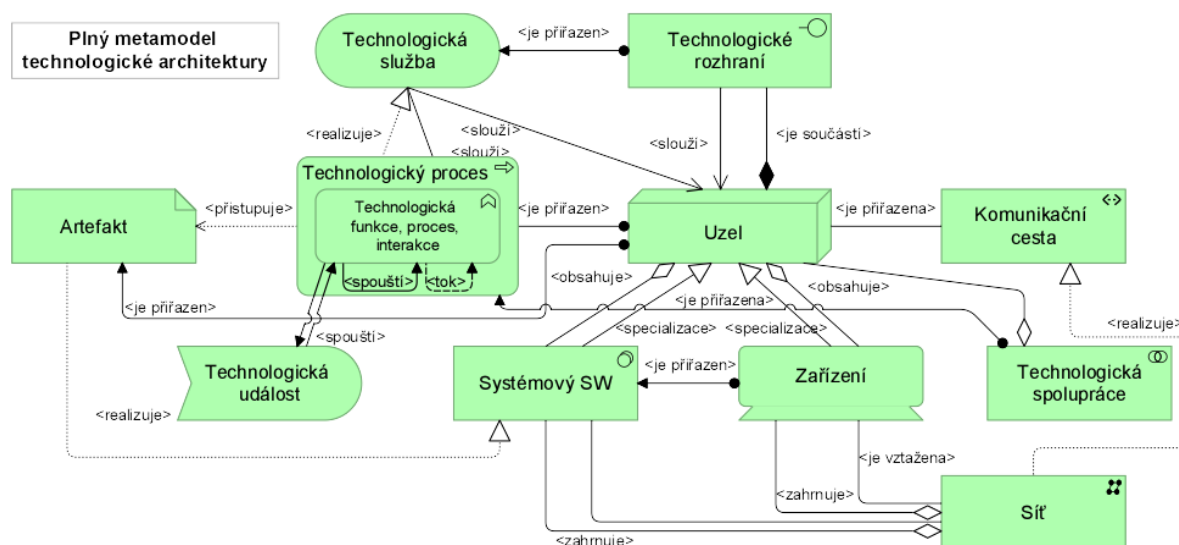 Plný metamodel
technologické architektury
Technologická
služba
<je přiřazen>
Technologické
rozhraní
<realizuje>
<slouží>
<slouží>
<slouží>
<je součástí>
Technologický proces
Technologická
funkce, proces,
interakce
<spouští>
<tok>
Artefakt
<přistupuje>
<je přiřazen>
Uzel
<je přiřazena>
Komunikační
cesta
<obsahuje>
<obsahuje>
<je přiřazen>
<je přiřazena>
<spouští>
<specializace>
<specializace>
<realizuje>
Technologická
událost
<realizuje>
Systémový SW
<je přiřazen>
Zařízení
Technologická
spolupráce
<je vztažena>
<zahrnuje>
Síť
<zahrnuje>